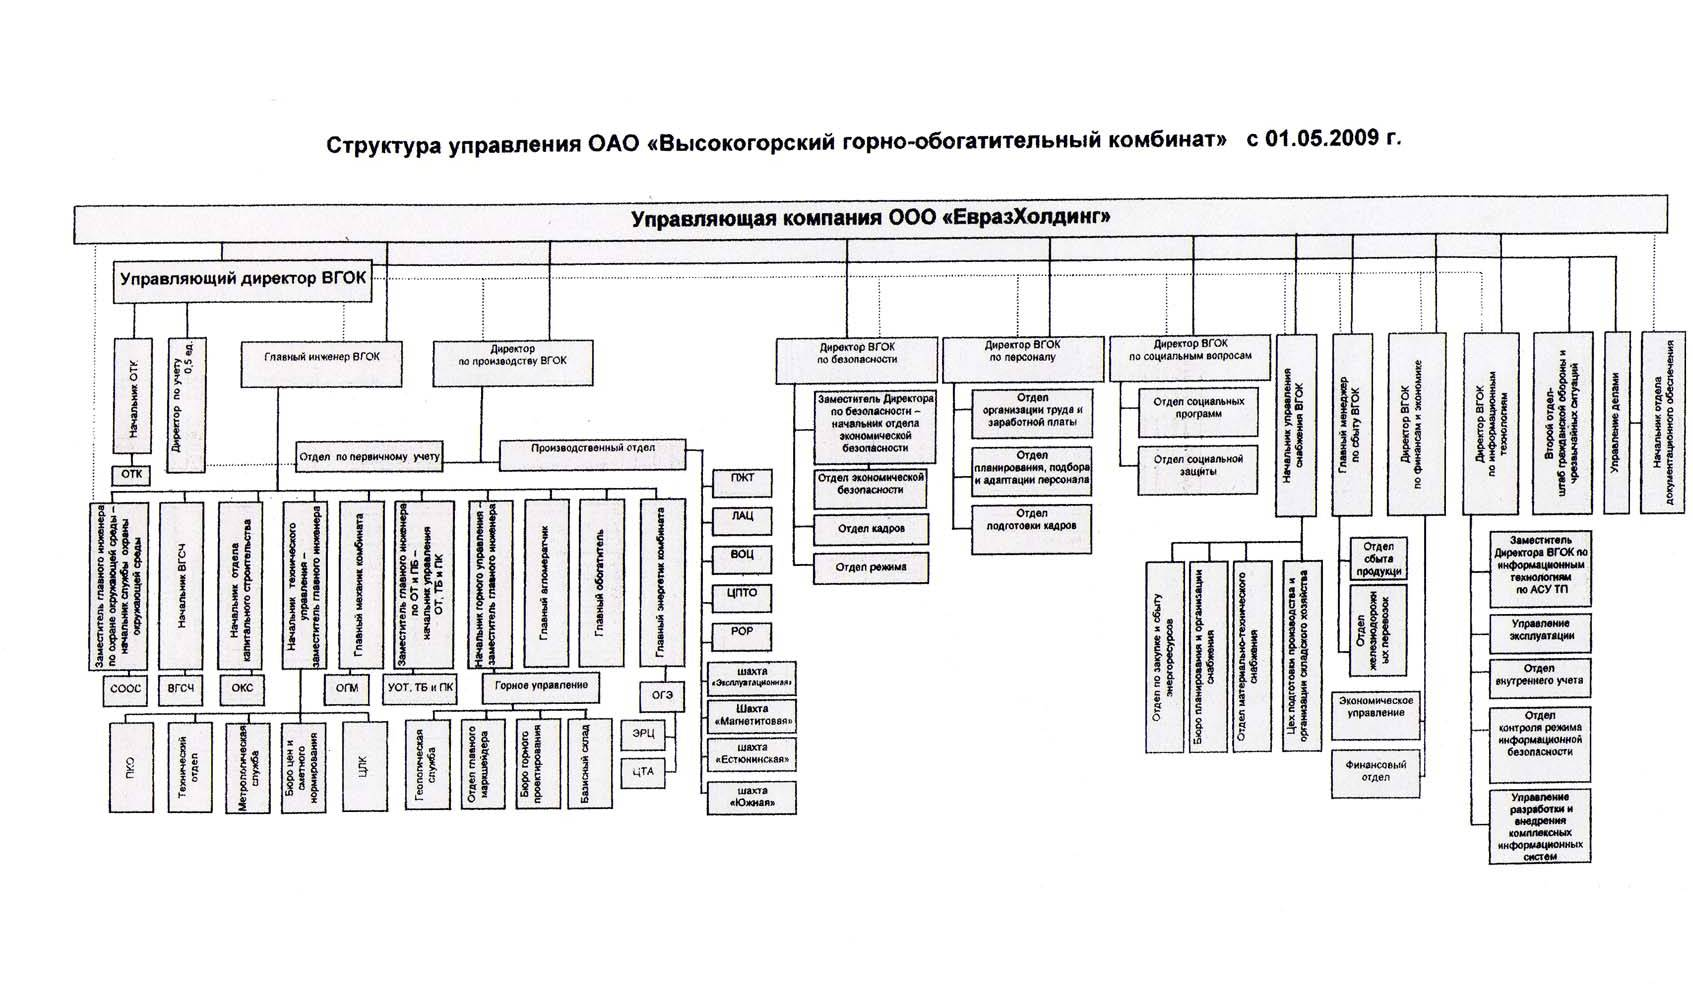 Структура управления ОАО «Высокогорский горно-обогатительный комбинат» с 01.05.2009 г.
Управляющая компания ООО «ЕвразХолдинг»
Управляющий директор ВГОК
Начальник ОТК
ОТК
Директор по учету
0,5 ед.
Главный инженер ВГОК
Директор
по производству ВГОК
Отдел по первичному учету
Производственный отдел
Директор ВГОК
по безопасности
Заместитель Директора
по безопасности –
начальник отдела
экономической
безопасности
Отдел экономической
безопасности
Отдел кадров
Отдел режима
Директор ВГОК
по персоналу
Отдел
организации труда и
заработной платы
Отдел
планирования, подбора
и адаптации персонала
Отдел
подготовки кадров
Директор ВГОК
по социальным вопросам
Отдел социальных
программ
Отдел социальной
защиты
Начальник управления
снабжения ВГОК
Главный менеджер
по сбыту ВГОК
Директор ВГОК
по финансам и экономике
Директор ВГОК
по информационным
технологиям
Второй отдел-
штаб гражданской обороны и
чрезвычайных ситуаций
Управление делами
Начальник отдела
документационного обеспечения
Заместитель главного инженера
по охране окружающей среды –
начальник службы охраны
окружающей среды
Начальник ВГСЧ
Начальник отдела
капитального строительства
Начальник технического
управления –
заместитель главного инженера
Главный механик комбината
Заместитель главного инженера
по ОТ и ПБ –
начальник управления
ОТ, ТБ и ПК
Начальник горного управления –
заместитель главного инженера
Главный агломератчик
Главный обогатитель
Главный энергетик комбината
СООС
ВГСЧ
ОКС
ОГМ
УОТ, ТБ и ПК
Горное управление
ОГЭ
ЭРЦ
ЦТА
ПКО
Технический
отдел
Метрологическая
служба
Бюро цен и
сметного
нормирования
ЦЛК
Геологическая
служба
Отдел главного
маркшейдера
Бюро горного
проектирования
Базисный склад
ПЖТ
ЛАЦ
ВОЦ
ЦПТО
РОР
шахта
«Эксплуатационная»
Шахта
«Магнетитовая»
шахта
«Естюнинская»
шахта
«Южная»
Отдел по закупке и сбыту
энергоресурсов
Бюро планирования и организации
снабжения
Отдел материально-технического
снабжения
Цех подготовки производства и
организации складского хозяйства
Отдел
сбыта
продукци
Отдел
железнодорожн
ых перевозок
Экономическое
управление
Финансовый
отдел
Заместитель
Директора ВГОК по
информационным
технологиям
по АСУ ТП
Управление
эксплуатации
Отдел
внутреннего учета
Отдел
контроля режима
информационной
безопасности
Управление
разработки и
внедрения
комплексных
информационных
систем